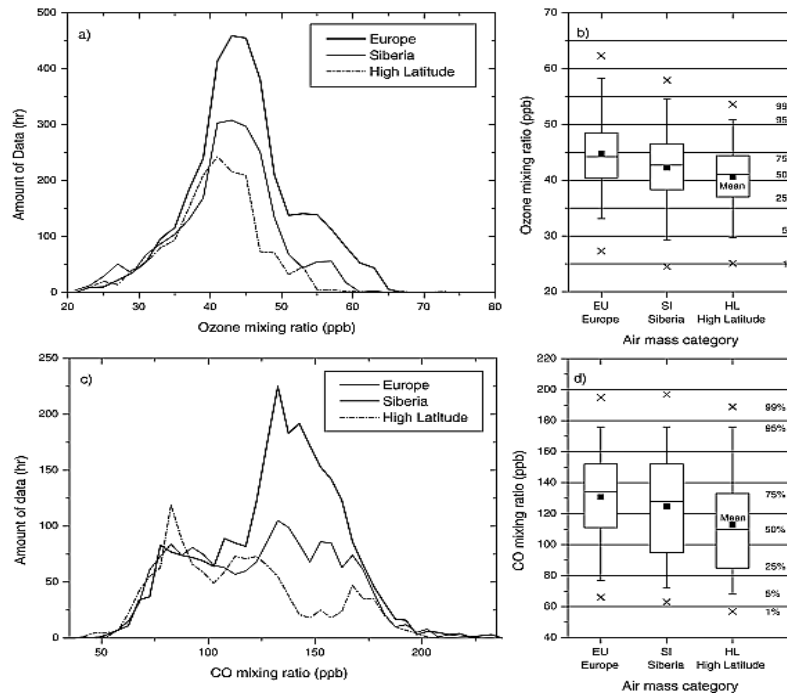 a)
Europe
Siberia
High Latitude
500
400
300
200
100
0
Amount of Data (hr)
20 30 40 50 60 70 80
Ozone mixing ratio (ppb)
b)
70
60
50
40
30
20
Ozone mixing ratio (ppb)
99
95
75
50
25
5
1
Mean
EU SI HL
Europe Siberia High Latitude
Air mass category
c)
Europe
Siberia
High Latitude
250
225
200
175
150
125
100
75
50
25
0
Amount of data (hr)
50 100 150 200
CO mixing ratio (ppb)
d)
220
200
180
160
140
120
100
80
60
40
CO mixing ratio (ppb)
99%
95%
75%
50%
25%
5%
1%
Mean
EU SI HL
Europe Siberia High Latitude
Air mass category